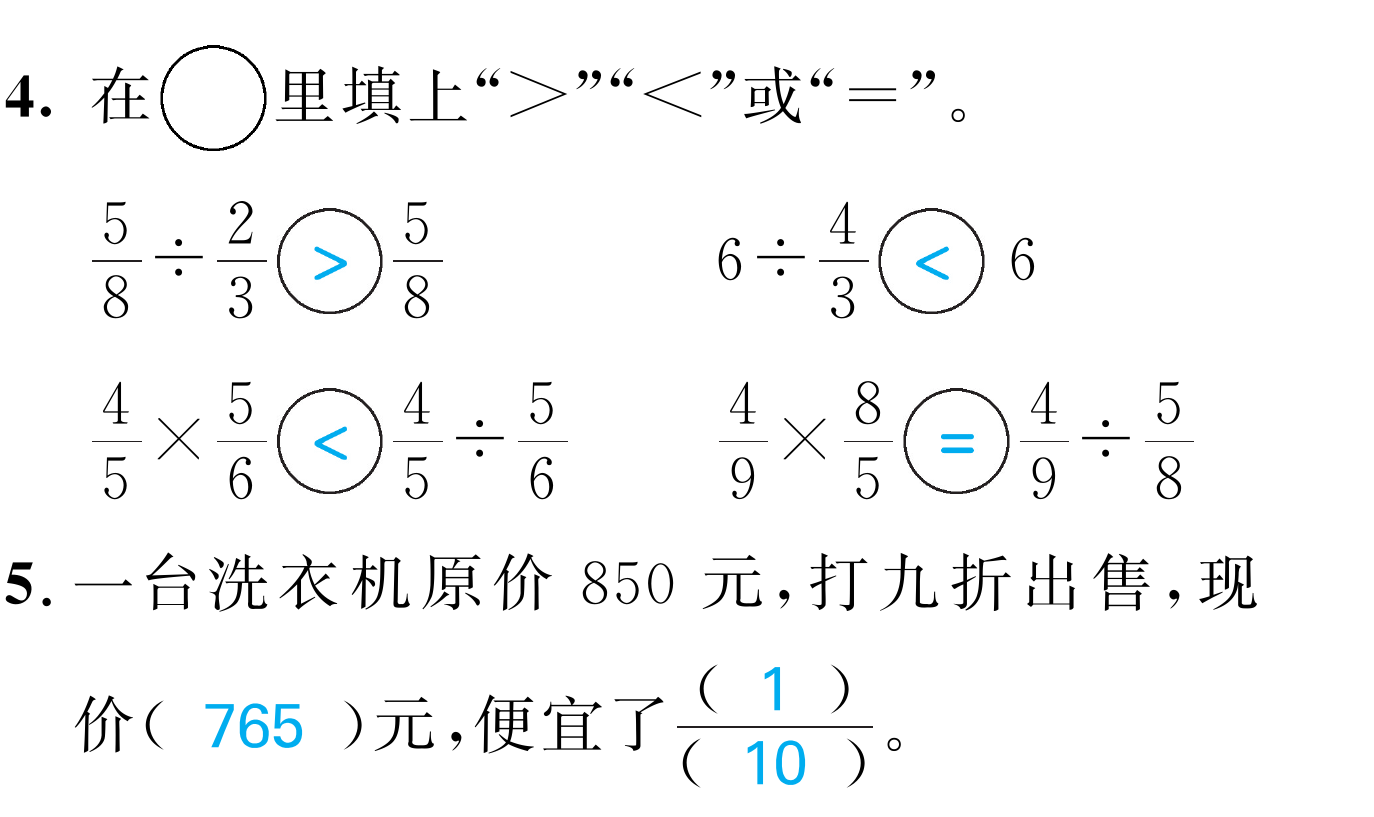 4. 在○里填上“>”“<”或“=”。
5/8 ÷ 2/3 > 5/8 6 ÷ 4/3 < 6
4/5 × 5/6 < 4/5 ÷ 5/6 4/9 × 8/5 = 4/9 ÷ 5/8
5. 一台洗衣机原价 850 元,打九折出售,现
价( 765 )元,便宜了( 1 )/( 10 )。